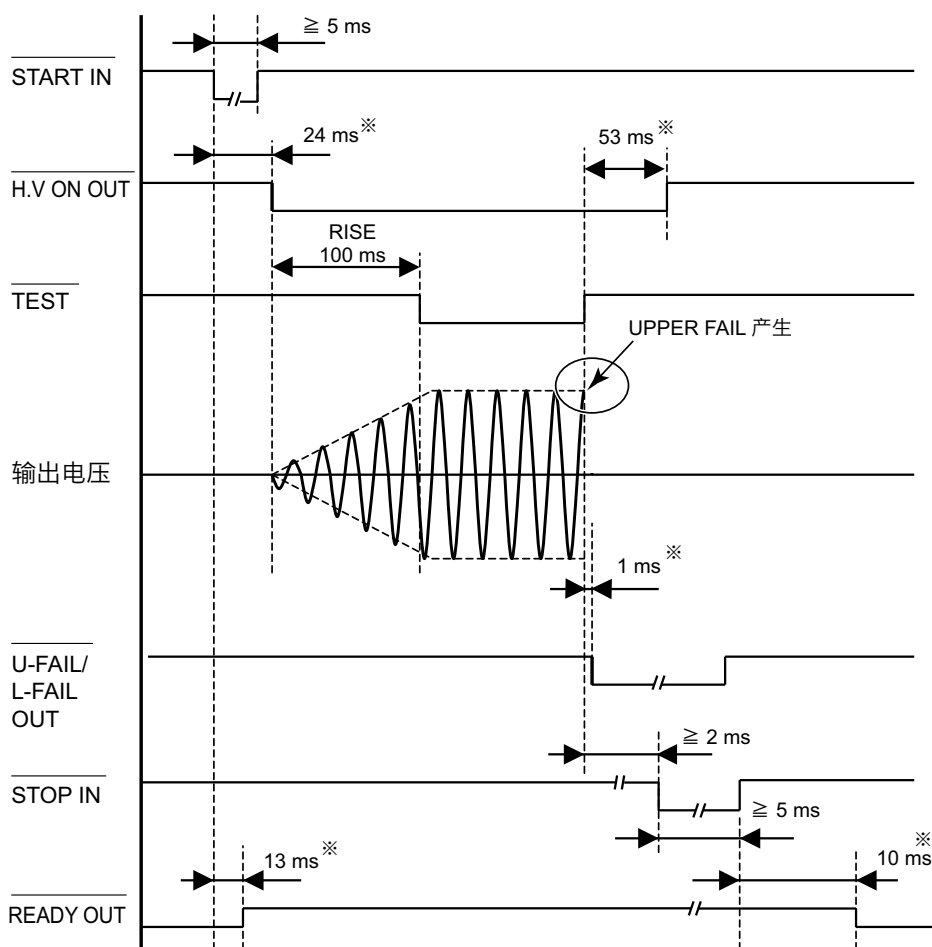 ≧ 5 ms
START IN
24 ms※
53 ms※
H.V ON OUT
RISE
100 ms
TEST
UPPER FAIL 产生
输出电压
1 ms※
U-FAIL/
L-FAIL
OUT
≧ 2 ms
STOP IN
≧ 5 ms
13 ms※
10 ms※
READY OUT